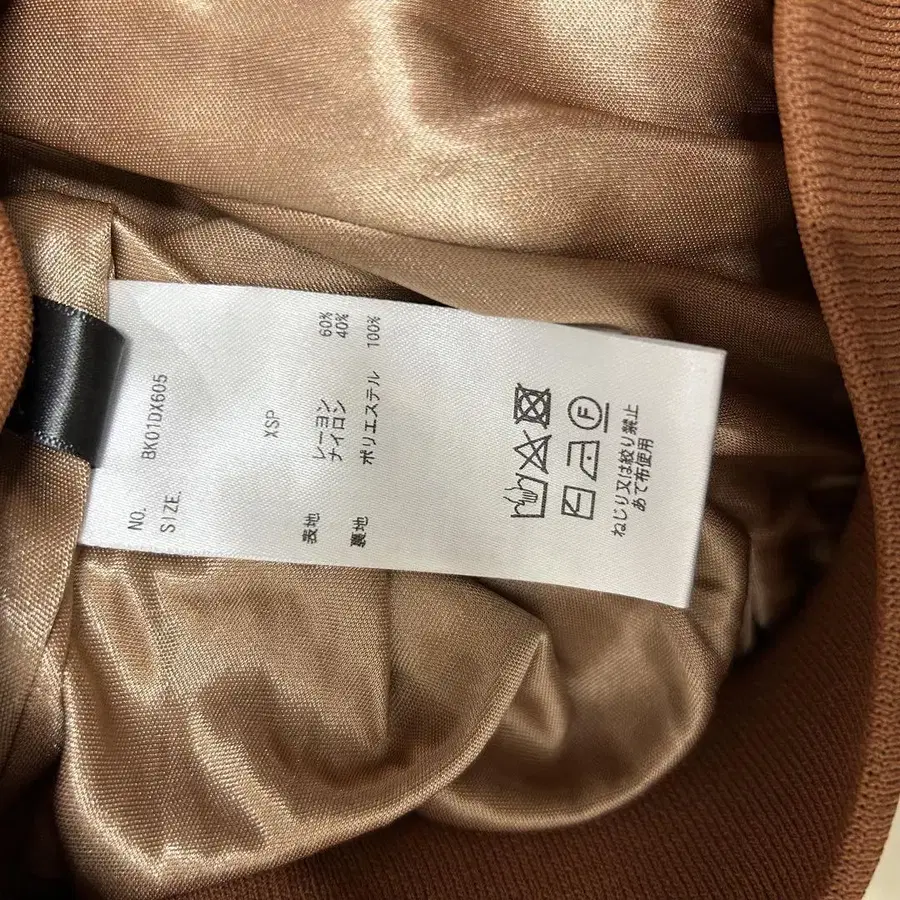 NO. BK01DX605
SIZE. XSP
表地 レーヨン 60%
ナイロン 40%
裏地 ポリエステル 100%
F
ねじり又は絞り禁止
あて布使用